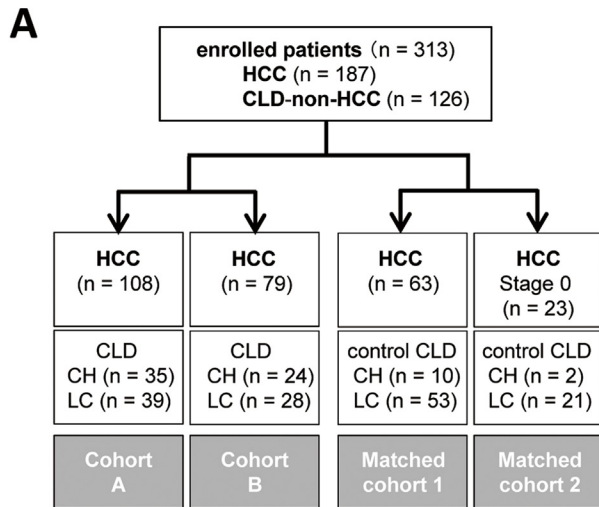 A
enrolled patients (n = 313)
HCC (n = 187)
CLD-non-HCC (n = 126)
HCC
(n = 108)
CLD
CH (n = 35)
LC (n = 39)
Cohort
A
HCC
(n = 79)
CLD
CH (n = 24)
LC (n = 28)
Cohort
B
HCC
(n = 63)
control CLD
CH (n = 10)
LC (n = 53)
Matched
cohort 1
HCC
Stage 0
(n = 23)
control CLD
CH (n = 2)
LC (n = 21)
Matched
cohort 2